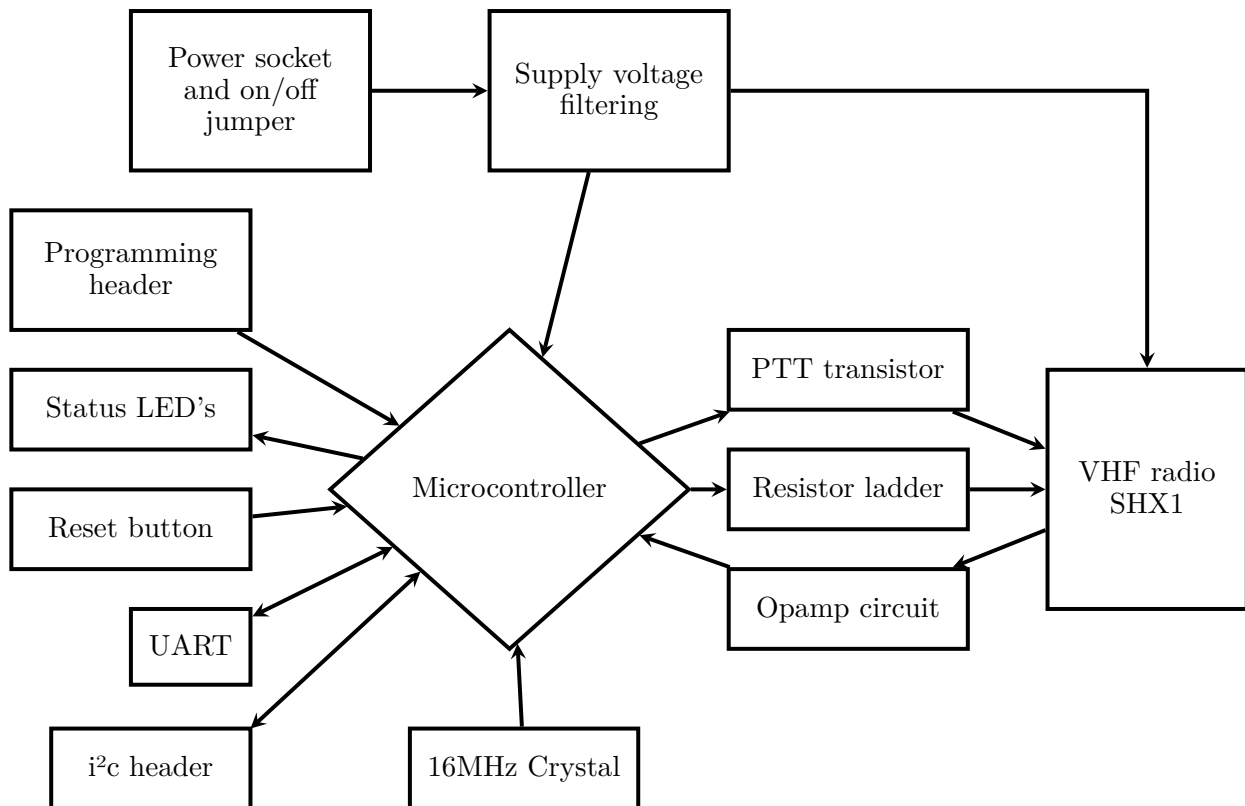 Power socket
and on/off
jumper
Supply voltage
filtering
Programming
header
Status LED's
Reset button
UART
i²c header
Microcontroller
16MHz Crystal
PTT transistor
Resistor ladder
Opamp circuit
VHF radio
SHX1